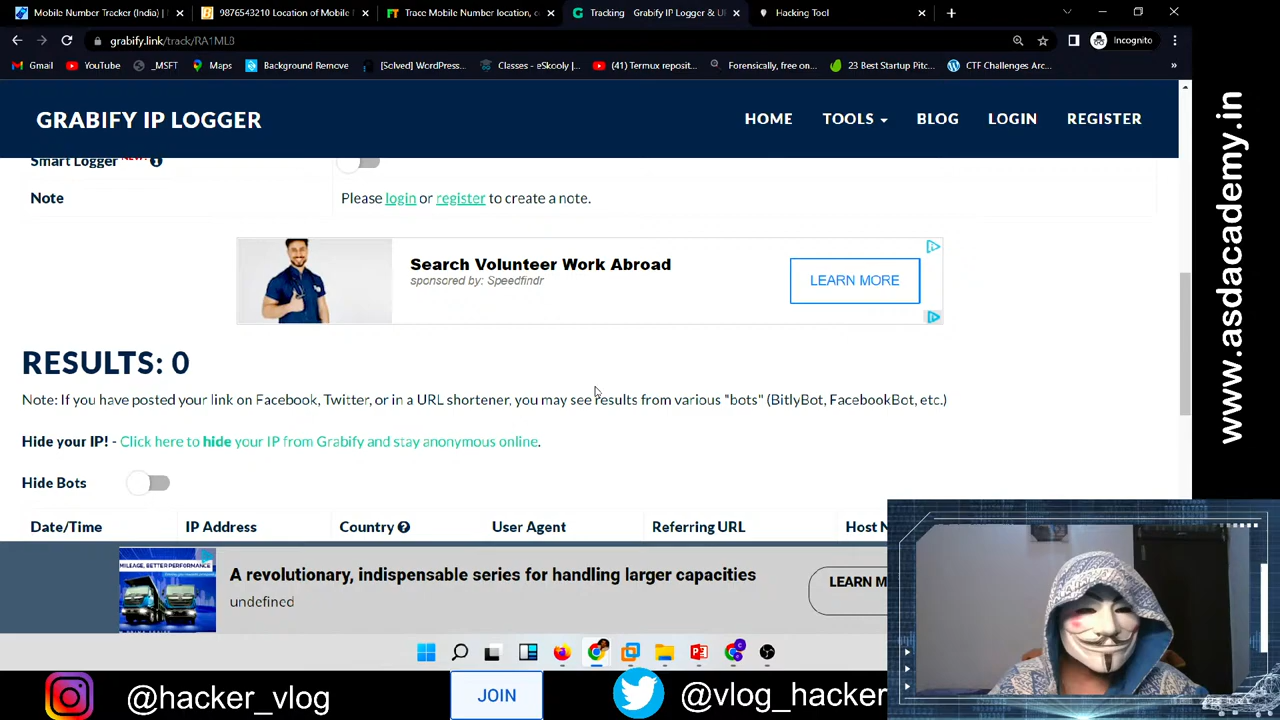 Mobile Number Tracker (India) |
9876543210 Location of Mobile
Trace Mobile Number location, c
Tracking - Grabify IP Logger & U
Hacking Tool
grabify.link/track/RA1ML8
Incognito
Gmail
YouTube
_MSFT
Maps
Background Remove
[Solved] WordPress...
Classes - eSkooly |...
(41) Termux reposit...
Forensically, free on...
23 Best Startup Pitc...
CTF Challenges Arc...
»
GRABIFY IP LOGGER
HOME
TOOLS
BLOG
LOGIN
REGISTER
Smart Logger NEW!
Note
Please login or register to create a note.
Search Volunteer Work Abroad
sponsored by: Speedfindr
LEARN MORE
RESULTS: 0
Note: If you have posted your link on Facebook, Twitter, or in a URL shortener, you may see results from various "bots" (BitlyBot, FacebookBot, etc.)
Hide your IP! - Click here to hide your IP from Grabify and stay anonymous online.
Hide Bots
Date/Time
IP Address
Country
User Agent
Referring URL
Host N
MILEAGE, BETTER PERFORMANCE
A revolutionary, indispensable series for handling larger capacities
undefined
LEARN M
@hacker_vlog
JOIN
@vlog_hacker
www.asdacademy.in